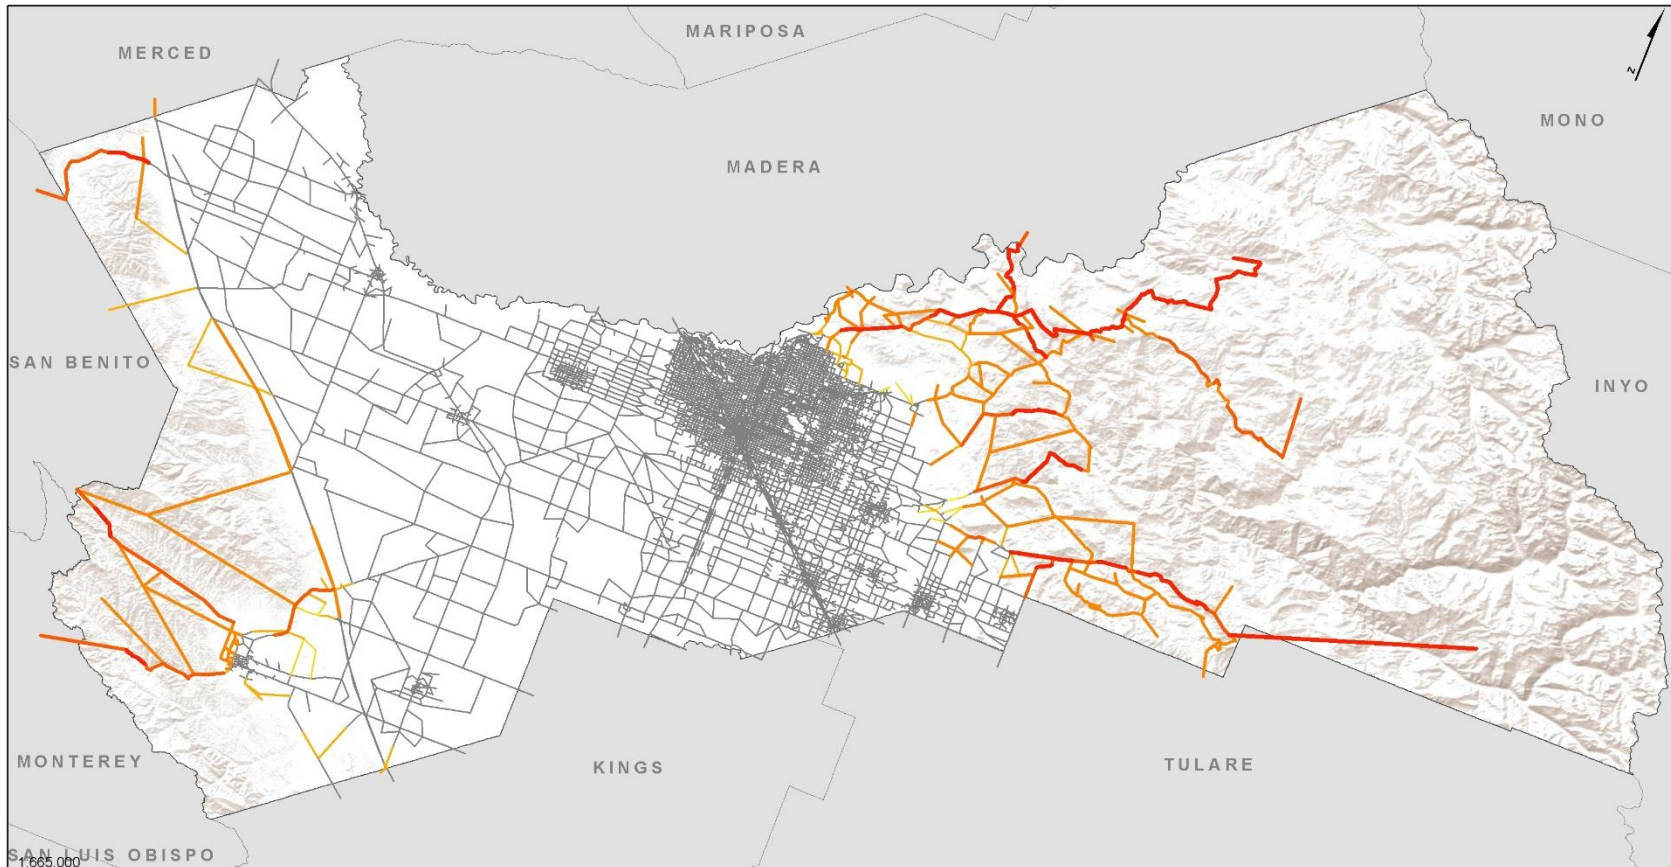 MARIPOSA
MERCED
MONO
MADERA
SAN BENITO
INYO
MONTEREY
KINGS
TULARE
SAN LUIS OBISPO
1:665,000
N